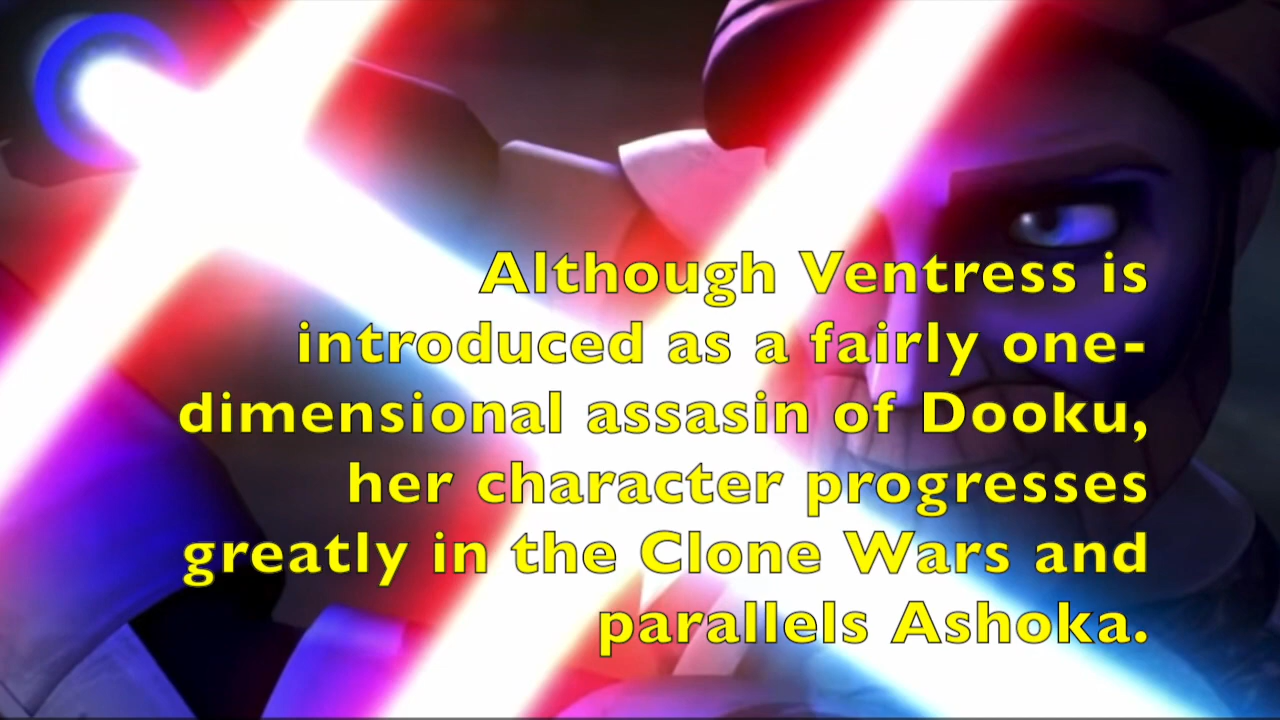 Although Ventress is
introduced as a fairly one-
dimensional assasin of Dooku,
her character progresses
greatly in the Clone Wars and
parallels Ashoka.